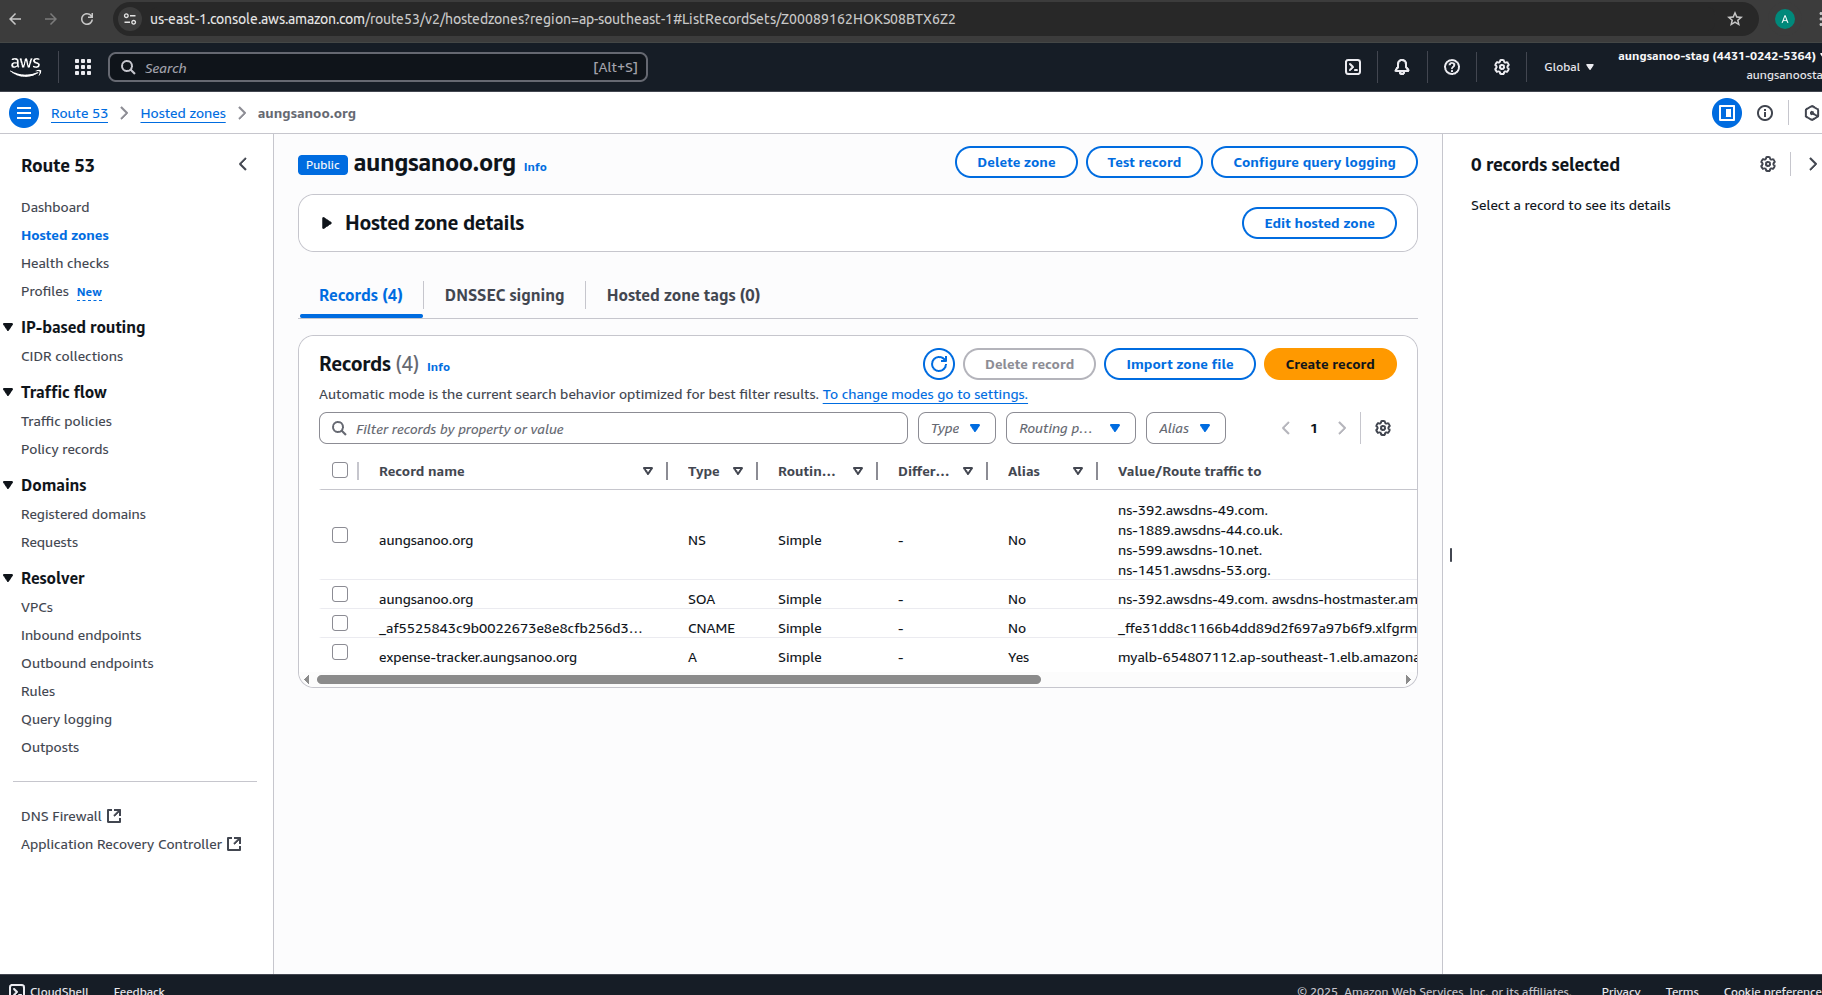 us-east-1.console.aws.amazon.com/route53/v2/hostedzones?region=ap-southeast-1#ListRecordSets/Z00089162HOKS08BTX6Z2
A
aws
Search
[Alt+S]
Global
aungsanoo-stag (4431-0242-5364)
aungsanoosta
Route 53
Hosted zones
aungsanoo.org
Route 53
Dashboard
Hosted zones
Health checks
Profiles New
IP-based routing
CIDR collections
Traffic flow
Traffic policies
Policy records
Domains
Registered domains
Requests
Resolver
VPCs
Inbound endpoints
Outbound endpoints
Rules
Query logging
Outposts
DNS Firewall
Application Recovery Controller
Public aungsanoo.org Info
Delete zone
Test record
Configure query logging
Hosted zone details
Edit hosted zone
Records (4)
DNSSEC signing
Hosted zone tags (0)
Records (4) Info
Delete record
Import zone file
Create record
Automatic mode is the current search behavior optimized for best filter results. To change modes go to settings.
Filter records by property or value
Type
Routing p...
Alias
1
Record name Type Routin... Differ... Alias Value/Route traffic to
aungsanoo.org NS Simple - No
ns-392.awsdns-49.com.
ns-1889.awsdns-44.co.uk.
ns-599.awsdns-10.net.
ns-1451.awsdns-53.org.
aungsanoo.org SOA Simple - No ns-392.awsdns-49.com. awsdns-hostmaster.am
_af5525843c9b0022673e8e8cfb256d3... CNAME Simple - No _ffe31dd8c1166b4dd89d2f697a97b6f9.xlfgrm
expense-tracker.aungsanoo.org A Simple - Yes myalb-654807112.ap-southeast-1.elb.amazona
0 records selected
Select a record to see its details
CloudShell
Feedback
© 2025, Amazon Web Services, Inc. or its affiliates.
Privacy
Terms
Cookie preference